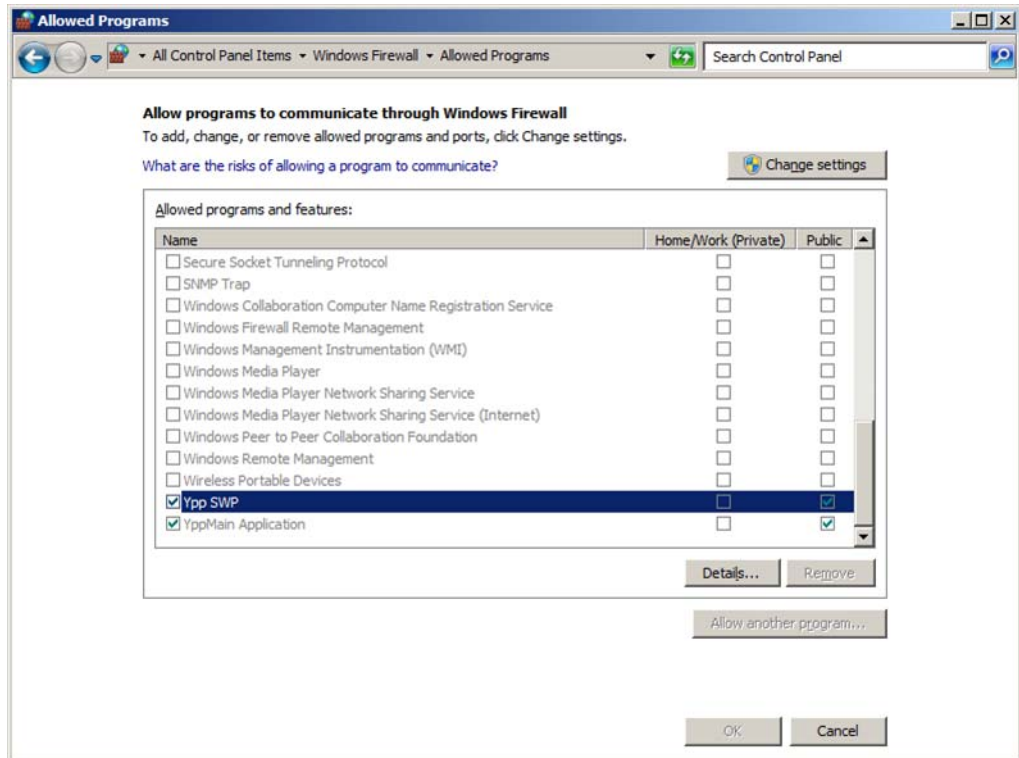 Allowed Programs
All Control Panel Items Windows Firewall Allowed Programs Search Control Panel
Allow programs to communicate through Windows Firewall
To add, change, or remove allowed programs and ports, click Change settings.
What are the risks of allowing a program to communicate? Change settings
Allowed programs and features:
Name Home/Work (Private) Public
Secure Socket Tunneling Protocol
SNMP Trap
Windows Collaboration Computer Name Registration Service
Windows Firewall Remote Management
Windows Management Instrumentation (WMI)
Windows Media Player
Windows Media Player Network Sharing Service
Windows Media Player Network Sharing Service (Internet)
Windows Peer to Peer Collaboration Foundation
Windows Remote Management
Wireless Portable Devices
Ypp SWP
YppMain Application
Details... Remove
Allow another program...
OK Cancel